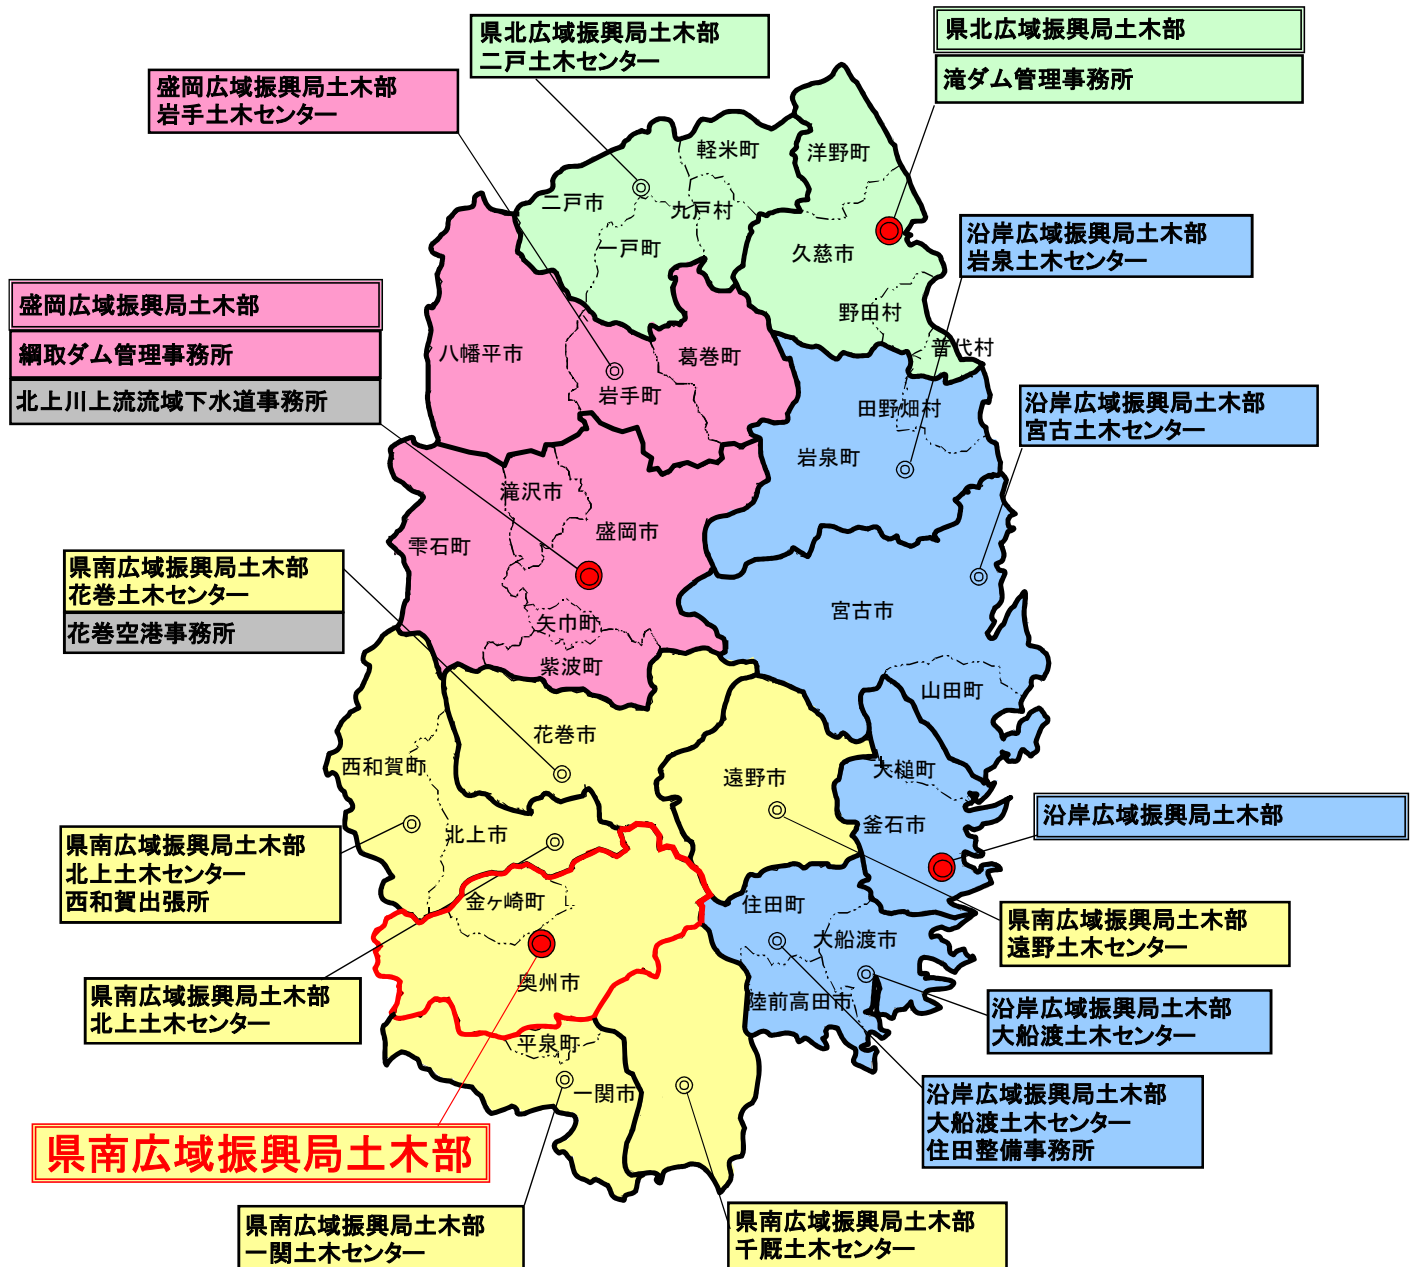 県北広域振興局土木部
二戸土木センター
県北広域振興局土木部
滝ダム管理事務所
盛岡広域振興局土木部
岩手土木センター
軽米町
洋野町
二戸市
九戸村
一戸町
久慈市
沿岸広域振興局土木部
岩泉土木センター
盛岡広域振興局土木部
綱取ダム管理事務所
北上川上流流域下水道事務所
野田村
普代村
八幡平市
葛巻町
岩手町
田野畑村
沿岸広域振興局土木部
宮古土木センター
岩泉町
滝沢市
盛岡市
雫石町
県南広域振興局土木部
花巻土木センター
花巻空港事務所
宮古市
矢巾町
紫波町
山田町
花巻市
西和賀町
遠野市
大槌町
沿岸広域振興局土木部
釜石市
北上市
県南広域振興局土木部
北上土木センター
西和賀出張所
金ヶ崎町
住田町
大船渡市
県南広域振興局土木部
遠野土木センター
奥州市
陸前高田市
県南広域振興局土木部
北上土木センター
沿岸広域振興局土木部
大船渡土木センター
平泉町
一関市
沿岸広域振興局土木部
大船渡土木センター
住田整備事務所
県南広域振興局土木部
県南広域振興局土木部
一関土木センター
県南広域振興局土木部
千厩土木センター